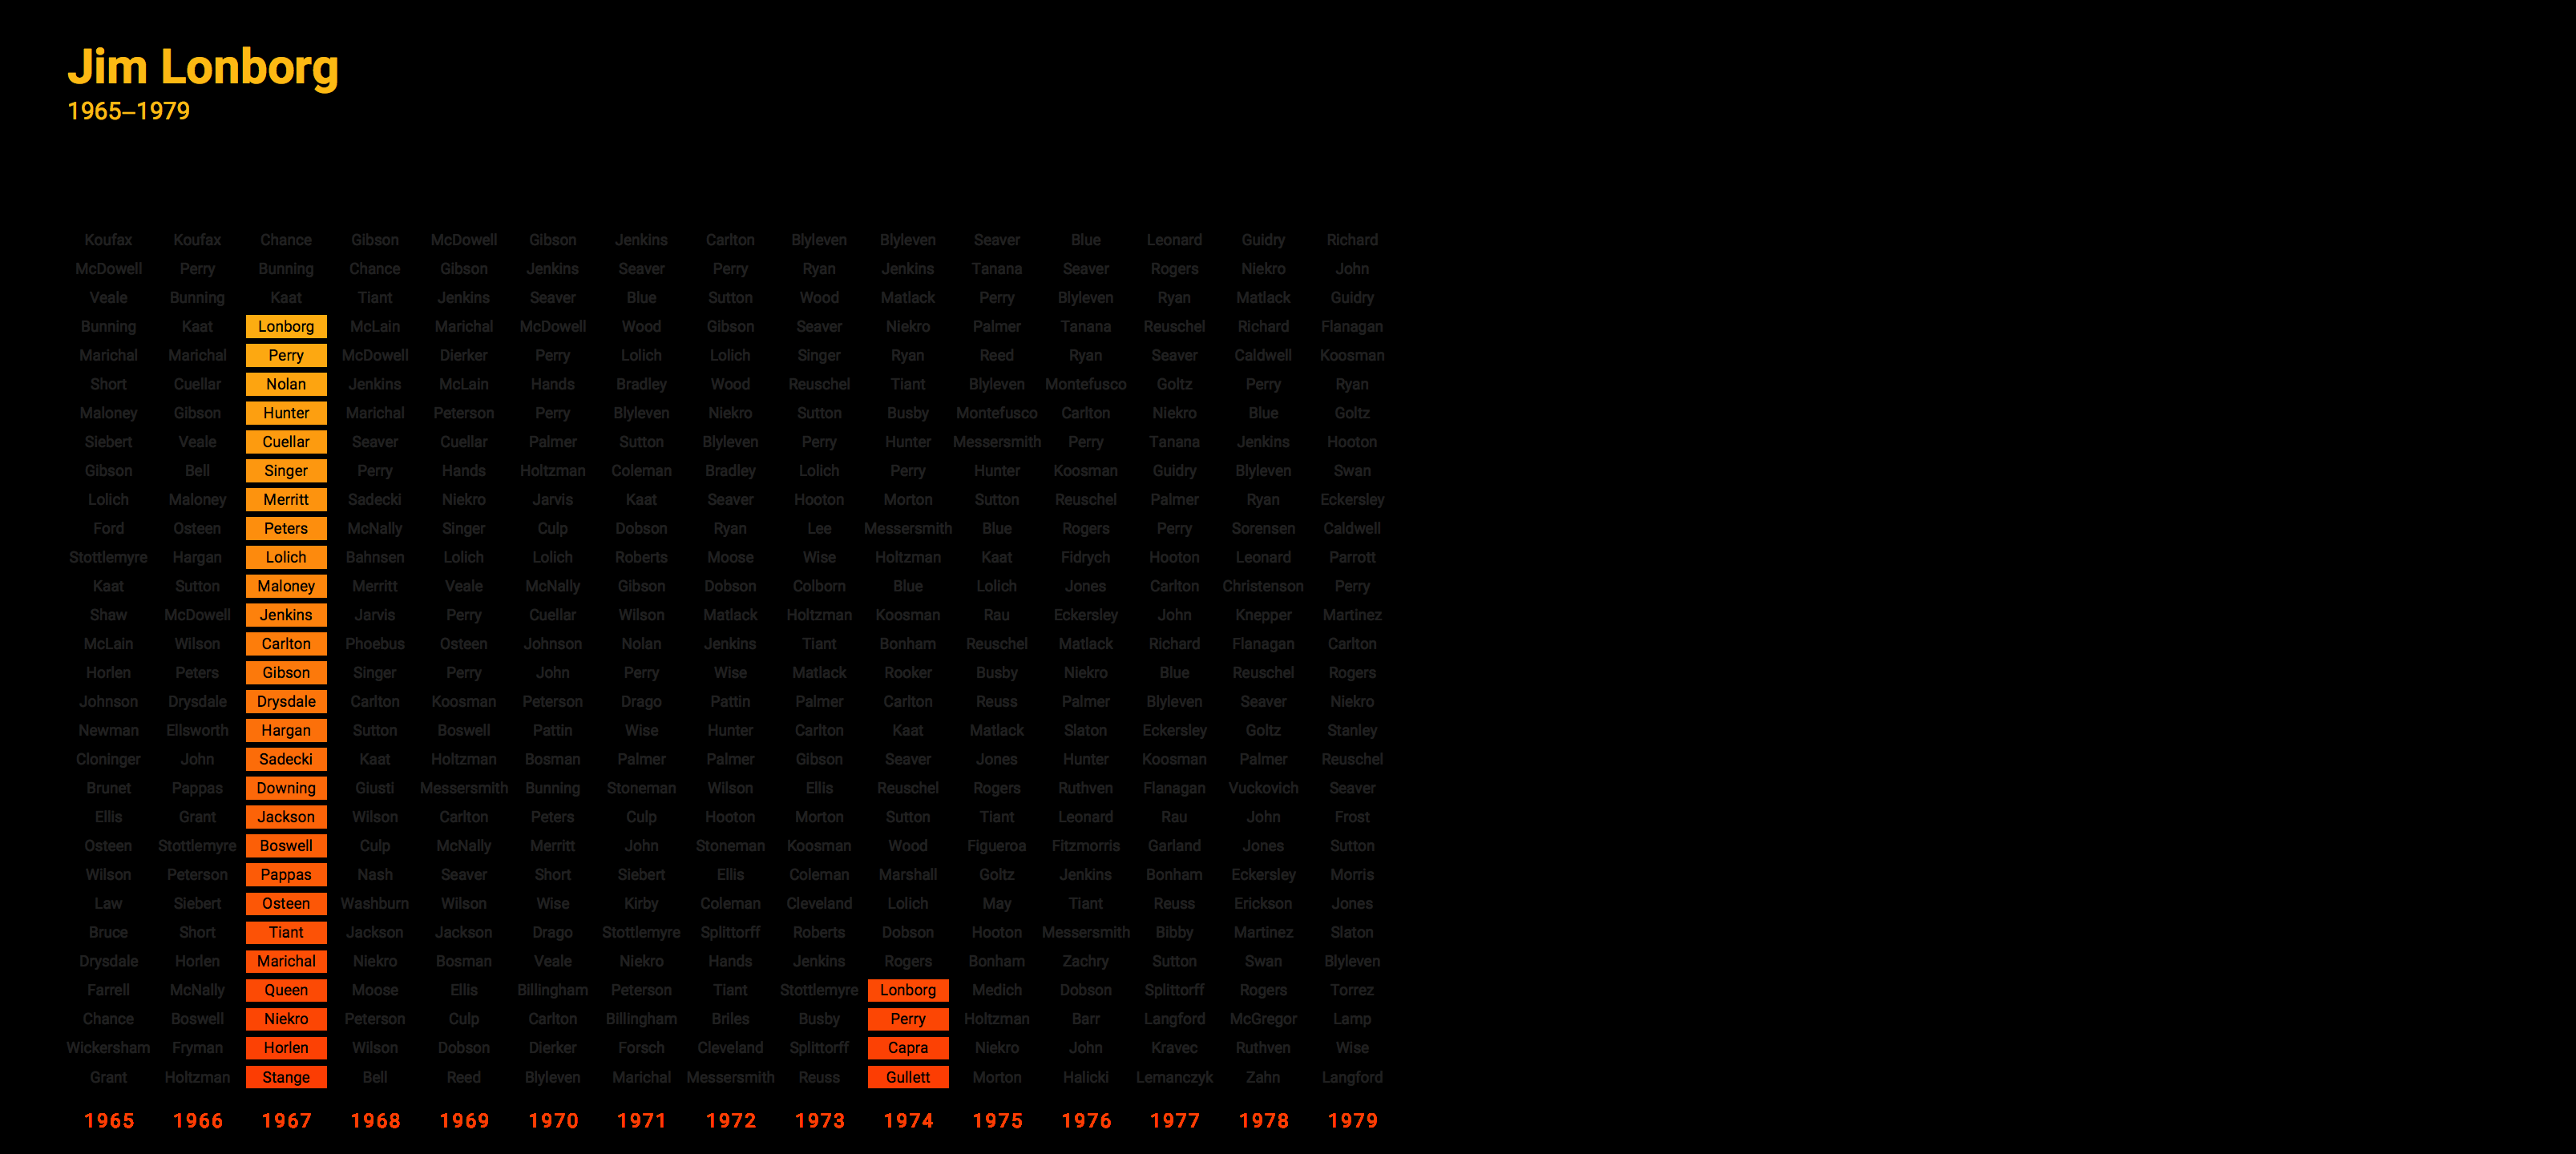 Jim Lonborg
1965–1979
Koufax Koufax Chance Gibson McDowell Gibson Jenkins Carlton Blyleven Blyleven Seaver Blue Leonard Guidry Richard
McDowell Perry Bunning Chance Gibson Jenkins Seaver Perry Ryan Jenkins Tanana Seaver Rogers Niekro John
Veale Bunning Kaat Tiant Jenkins Seaver Blue Sutton Wood Matlack Perry Blyleven Ryan Matlack Guidry
Bunning Kaat Lonborg McLain Marichal McDowell Wood Gibson Seaver Niekro Palmer Tanana Reuschel Richard Flanagan
Marichal Marichal Perry McDowell Dierker Perry Lolich Lolich Singer Ryan Reed Ryan Seaver Caldwell Koosman
Short Cuellar Nolan Jenkins McLain Hands Bradley Wood Reuschel Tiant Blyleven Montefusco Goltz Perry Ryan
Maloney Gibson Hunter Marichal Peterson Perry Blyleven Niekro Sutton Busby Montefusco Carlton Niekro Blue Goltz
Siebert Veale Cuellar Seaver Cuellar Palmer Sutton Blyleven Perry Hunter Messersmith Perry Tanana Jenkins Hooton
Gibson Bell Singer Perry Hands Holtzman Coleman Bradley Lolich Perry Hunter Koosman Guidry Blyleven Swan
Lolich Maloney Merritt Sadecki Niekro Jarvis Kaat Seaver Hooton Morton Sutton Reuschel Palmer Ryan Eckersley
Ford Osteen Peters McNally Singer Culp Dobson Ryan Lee Messersmith Blue Rogers Perry Sorensen Caldwell
Stottlemyre Hargan Lolich Bahnsen Lolich Lolich Roberts Moose Wise Holtzman Kaat Fidrych Hooton Leonard Parrott
Kaat Sutton Maloney Merritt Veale McNally Gibson Dobson Colborn Blue Lolich Jones Carlton Christenson Perry
Shaw McDowell Jenkins Jarvis Perry Cuellar Wilson Matlack Holtzman Koosman Rau Eckersley John Knepper Martinez
McLain Wilson Carlton Phoebus Osteen Johnson Nolan Jenkins Tiant Bonham Reuschel Matlack Richard Flanagan Carlton
Horlen Peters Gibson Singer Perry John Perry Wise Matlack Rooker Busby Niekro Blue Reuschel Rogers
Johnson Drysdale Drysdale Carlton Koosman Peterson Drago Pattin Palmer Carlton Reuss Palmer Blyleven Seaver Niekro
Newman Ellsworth Hargan Sutton Boswell Pattin Wise Hunter Carlton Kaat Matlack Slaton Eckersley Goltz Stanley
Cloninger John Sadecki Kaat Holtzman Bosman Palmer Palmer Gibson Seaver Jones Hunter Koosman Palmer Reuschel
Brunet Pappas Downing Giusti Messersmith Bunning Stoneman Wilson Ellis Reuschel Rogers Ruthven Flanagan Vuckovich Seaver
Ellis Grant Jackson Wilson Carlton Peters Culp Hooton Morton Sutton Tiant Leonard Rau John Frost
Osteen Stottlemyre Boswell Culp McNally Merritt John Stoneman Koosman Wood Figueroa Fitzmorris Garland Jones Sutton
Wilson Peterson Pappas Nash Seaver Short Siebert Ellis Coleman Marshall Goltz Jenkins Bonham Eckersley Morris
Law Siebert Osteen Washburn Wilson Wise Kirby Coleman Cleveland Lolich May Tiant Reuss Erickson Jones
Bruce Short Tiant Jackson Jackson Drago Stottlemyre Splittorff Roberts Dobson Hooton Messersmith Bibby Martinez Slaton
Drysdale Horlen Marichal Niekro Bosman Veale Niekro Hands Jenkins Rogers Bonham Zachry Sutton Swan Blyleven
Farrell McNally Queen Moose Ellis Billingham Peterson Tiant Stottlemyre Lonborg Medich Dobson Splittorff Rogers Torrez
Chance Boswell Niekro Peterson Culp Carlton Billingham Briles Busby Perry Holtzman Barr Langford McGregor Lamp
Wickersham Fryman Horlen Wilson Dobson Dierker Forsch Cleveland Splittorff Capra Niekro John Kravec Ruthven Wise
Grant Holtzman Stange Bell Reed Blyleven Marichal Messersmith Reuss Gullett Morton Halicki Lemanczyk Zahn Langford
1965 1966 1967 1968 1969 1970 1971 1972 1973 1974 1975 1976 1977 1978 1979